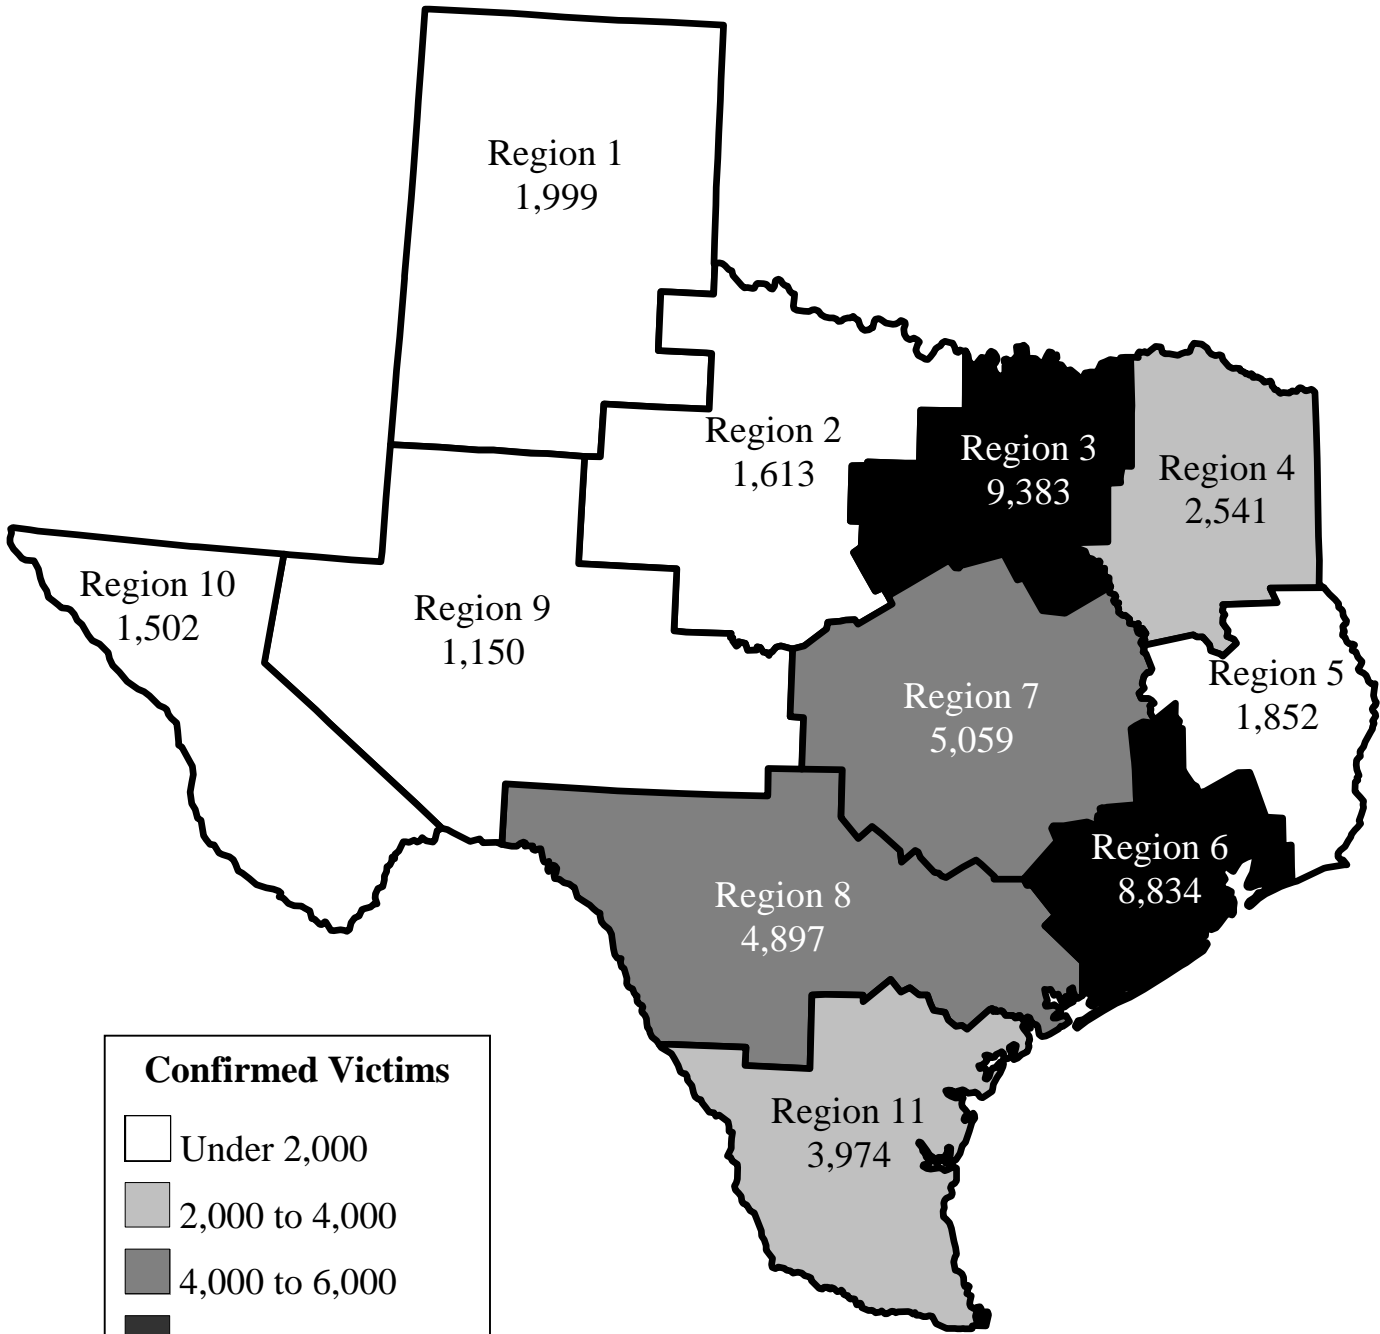 Region 1
1,999
Region 2
1,613
Region 3
9,383
Region 4
2,541
Region 10
1,502
Region 9
1,150
Region 5
1,852
Region 7
5,059
Region 6
8,834
Region 8
4,897
Region 11
3,974
Confirmed Victims
Under 2,000
2,000 to 4,000
4,000 to 6,000